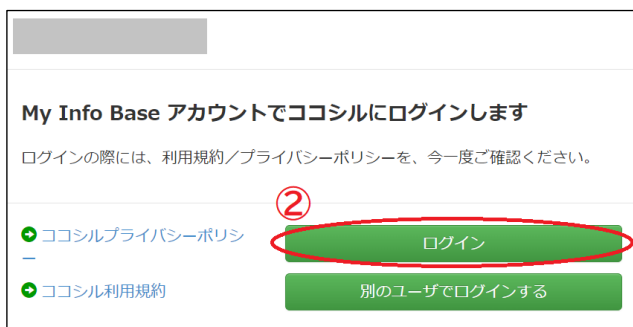 My Info Base アカウントでココシルにログインします
ログインの際には、利用規約／プライバシーポリシーを、今一度ご確認ください。
②
ココシルプライバシーポリシ
ー
ログイン
ココシル利用規約
別のユーザでログインする